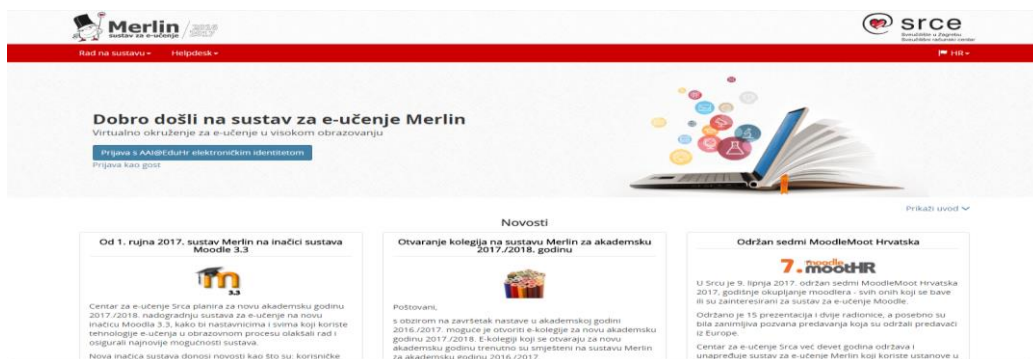 Merlin
sustav za e-učenje
2016
2017
srce
Sveučilište u Zagrebu
Sveučilišni računski centar
Rad na sustavu
Helpdesk
HR
Dobro došli na sustav za e-učenje Merlin
Virtualno okruženje za e-učenje u visokom obrazovanju
Prijava s AAI@EduHr elektroničkim identitetom
Prijava kao gost
Prikaži uvod
Novosti
Od 1. rujna 2017. sustav Merlin na inačici sustava
Moodle 3.3
m
3.3
Centar za e-učenje Srca planira za novu akademsku godinu
2017./2018. nadogradnju sustava za e-učenje na novu
inačicu Moodla 3.3, kako bi nastavnicima i svima koji koriste
tehnologije e-učenja u obrazovnom procesu olakšali rad i
osigurali najnovije mogućnosti sustava.
Nova inačica sustava donosi novosti kao što su: korisničke
Otvaranje kolegija na sustavu Merlin za akademsku
2017./2018. godinu
Poštovani,
s obzirom na završetak nastave u akademskoj godini
2016./2017. moguće je otvoriti e-kolegije za novu akademsku
godinu 2017./2018. E-kolegiji koji se otvaraju za novu
akademsku godinu trenutno su smješteni na sustavu Merlin
za akademsku godinu 2016./2017.
Održan sedmi MoodleMoot Hrvatska
7. moodle
mootHR
U Srcu je 9. lipnja 2017. održan sedmi MoodleMoot Hrvatska
2017, godišnje okupljanje moodlera - svih onih koji se bave
ili su zainteresirani za sustav za e-učenje Moodle.
Održano je 15 prezentacija i dvije radionice, a posebno su
bila zanimljiva pozvana predavanja koja su održali predavači
iz Europe.
Centar za e-učenje Srca već devet godina održava i
unapređuje sustav za e-učenje Merlin koji koriste ustanove u